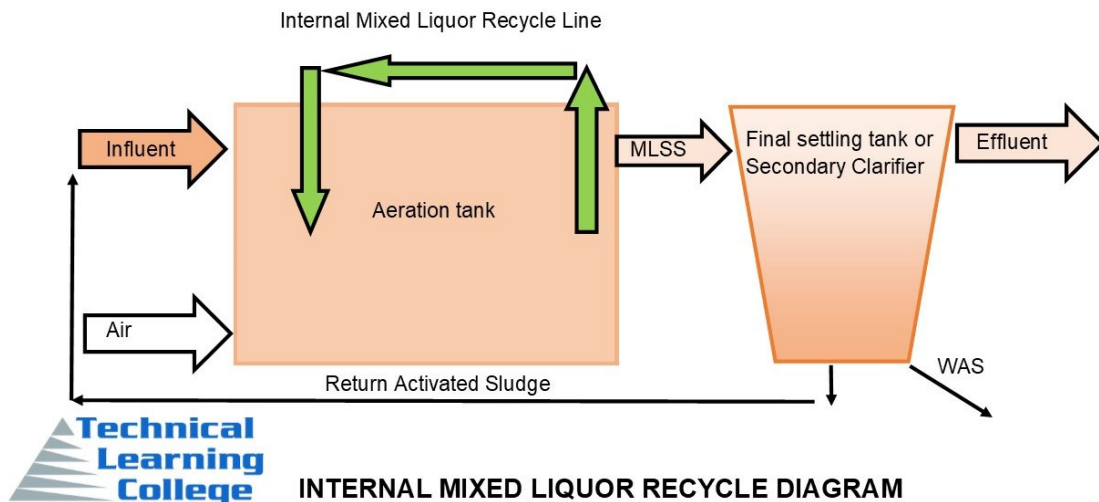 Internal Mixed Liquor Recycle Line
Influent
MLSS
Final settling tank or
Secondary Clarifier
Effluent
Aeration tank
Air
WAS
Return Activated Sludge
Technical
Learning
College
INTERNAL MIXED LIQUOR RECYCLE DIAGRAM